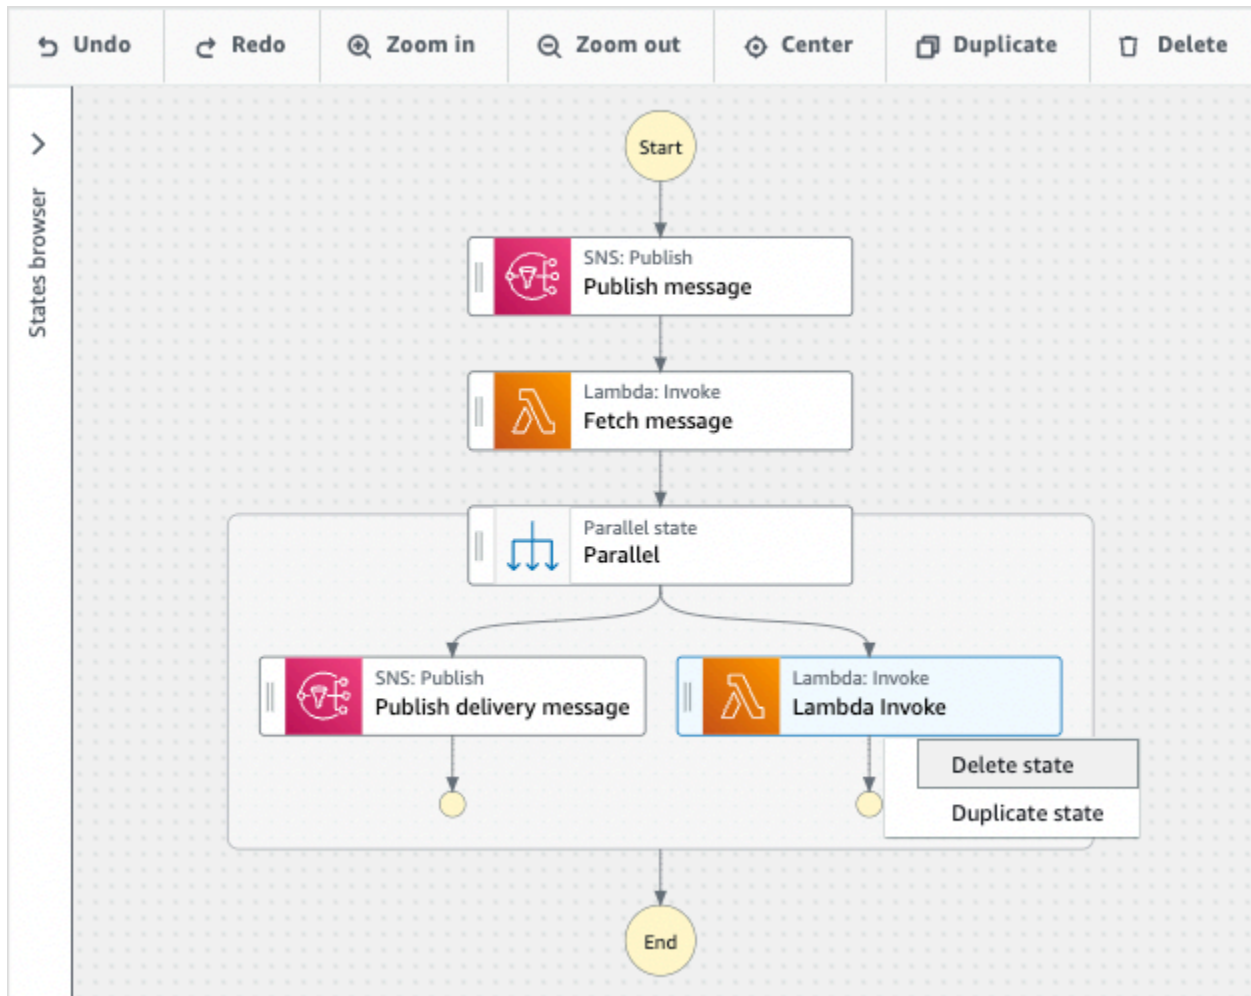 Undo
Redo
Zoom in
Zoom out
Center
Duplicate
Delete
States browser
Start
SNS: Publish
Publish message
Lambda: Invoke
Fetch message
Parallel state
Parallel
SNS: Publish
Publish delivery message
Lambda: Invoke
Lambda Invoke
Delete state
Duplicate state
End